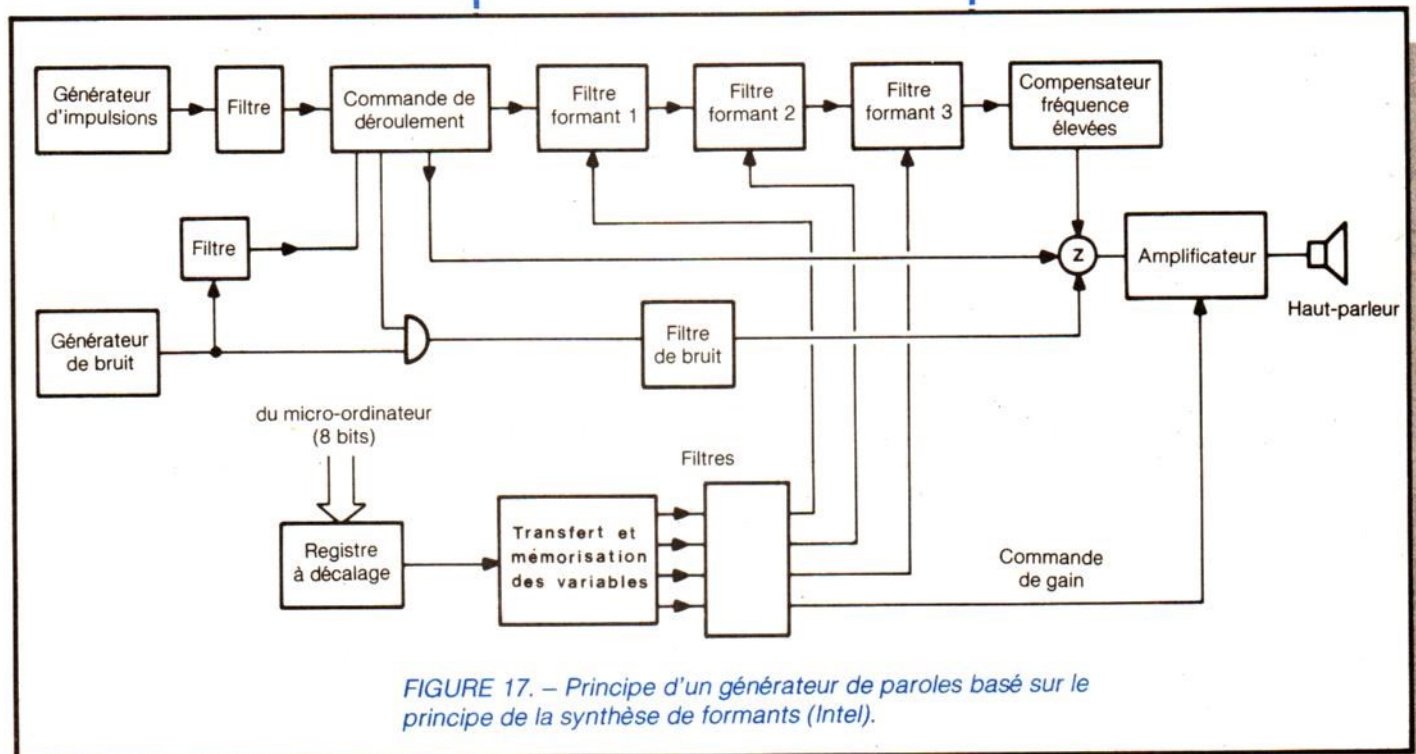 Générateur
d'impulsions
Filtre
Commande de
déroulement
Filtre
formant 1
Filtre
formant 2
Filtre
formant 3
Compensateur
fréquence
élevées
Filtre
Z
Amplificateur
Haut-parleur
Générateur
de bruit
Filtre
de bruit
du micro-ordinateur
(8 bits)
Filtres
Registre
à décalage
Transfert et
mémorisation
des variables
Commande
de gain
FIGURE 17. – Principe d'un générateur de paroles basé sur le
principe de la synthèse de formants (Intel).